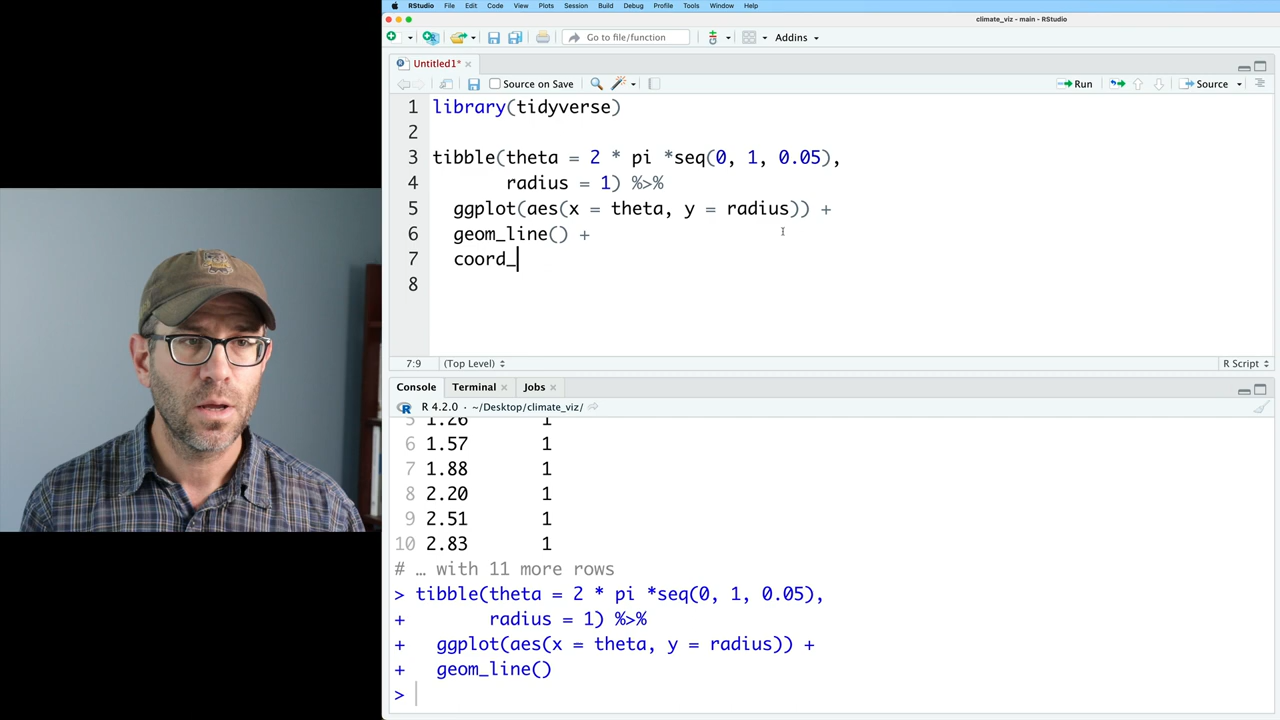 RStudio File Edit Code View Plots Session Build Debug Profile Tools Window Help
climate_viz - main - RStudio
Go to file/function Addins
Untitled1*
Source on Save Run Source
1 library(tidyverse)
2
3 tibble(theta = 2 * pi *seq(0, 1, 0.05),
4 radius = 1) %>%
5 ggplot(aes(x = theta, y = radius)) +
6 geom_line() +
7 coord_
8
7:9 (Top Level) R Script
Console Terminal Jobs
R 4.2.0 · ~/Desktop/climate_viz/
5 1.26 1
6 1.57 1
7 1.88 1
8 2.20 1
9 2.51 1
10 2.83 1
# … with 11 more rows
> tibble(theta = 2 * pi *seq(0, 1, 0.05),
+ radius = 1) %>%
+ ggplot(aes(x = theta, y = radius)) +
+ geom_line()
>